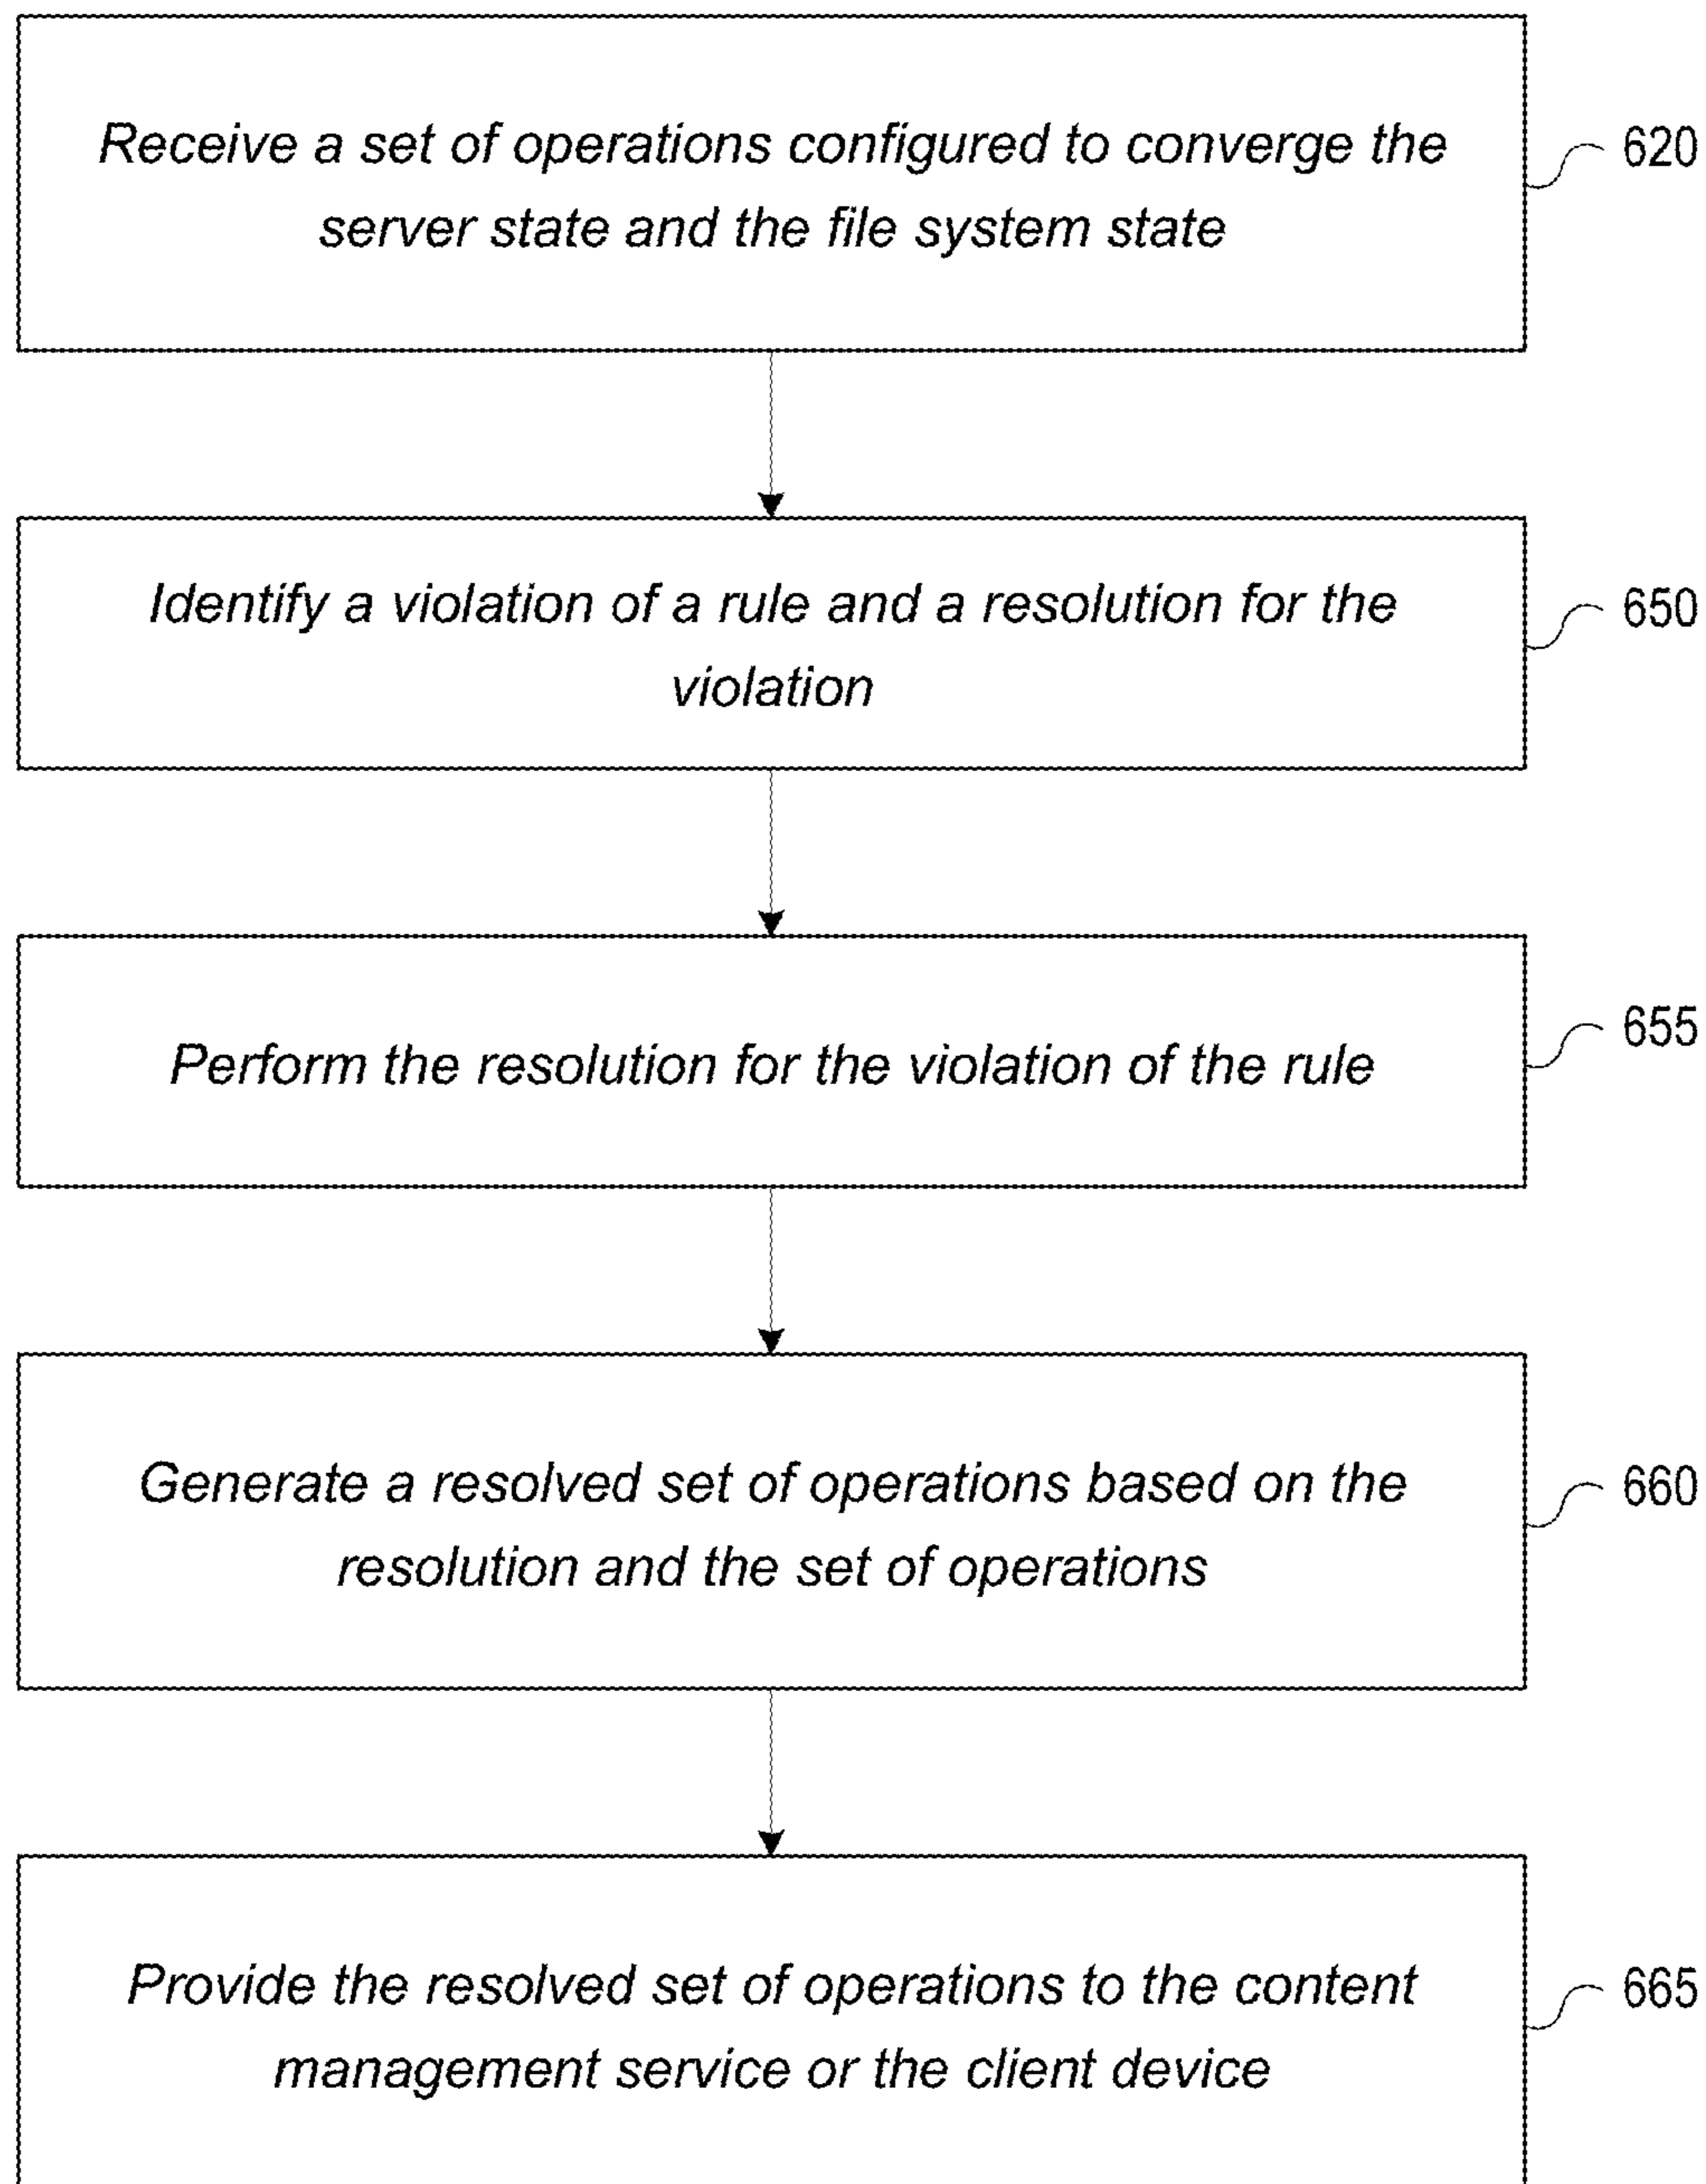 Receive a set of operations configured to converge the
server state and the file system state
620
Identify a violation of a rule and a resolution for the
violation
650
Perform the resolution for the violation of the rule
655
Generate a resolved set of operations based on the
resolution and the set of operations
660
Provide the resolved set of operations to the content
management service or the client device
665